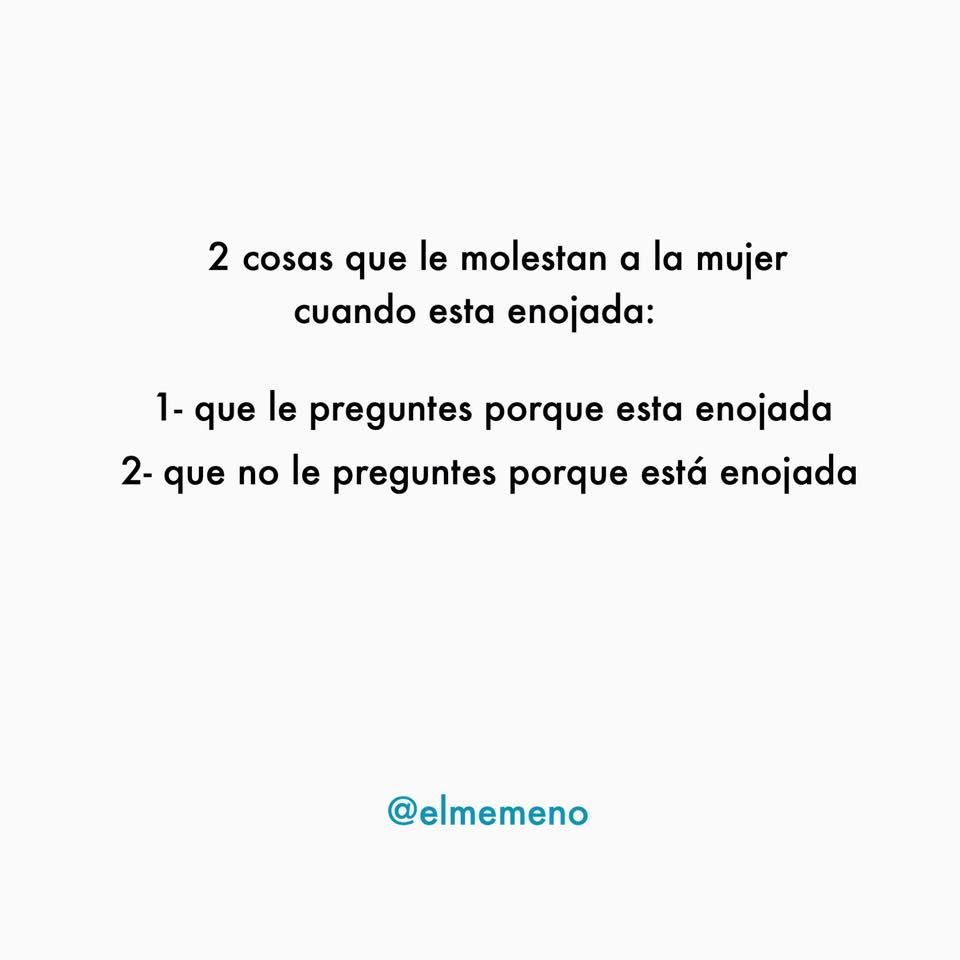 2 cosas que le molestan a la mujer
cuando esta enojada:
1- que le preguntes porque esta enojada
2- que no le preguntes porque está enojada
@elmemeno